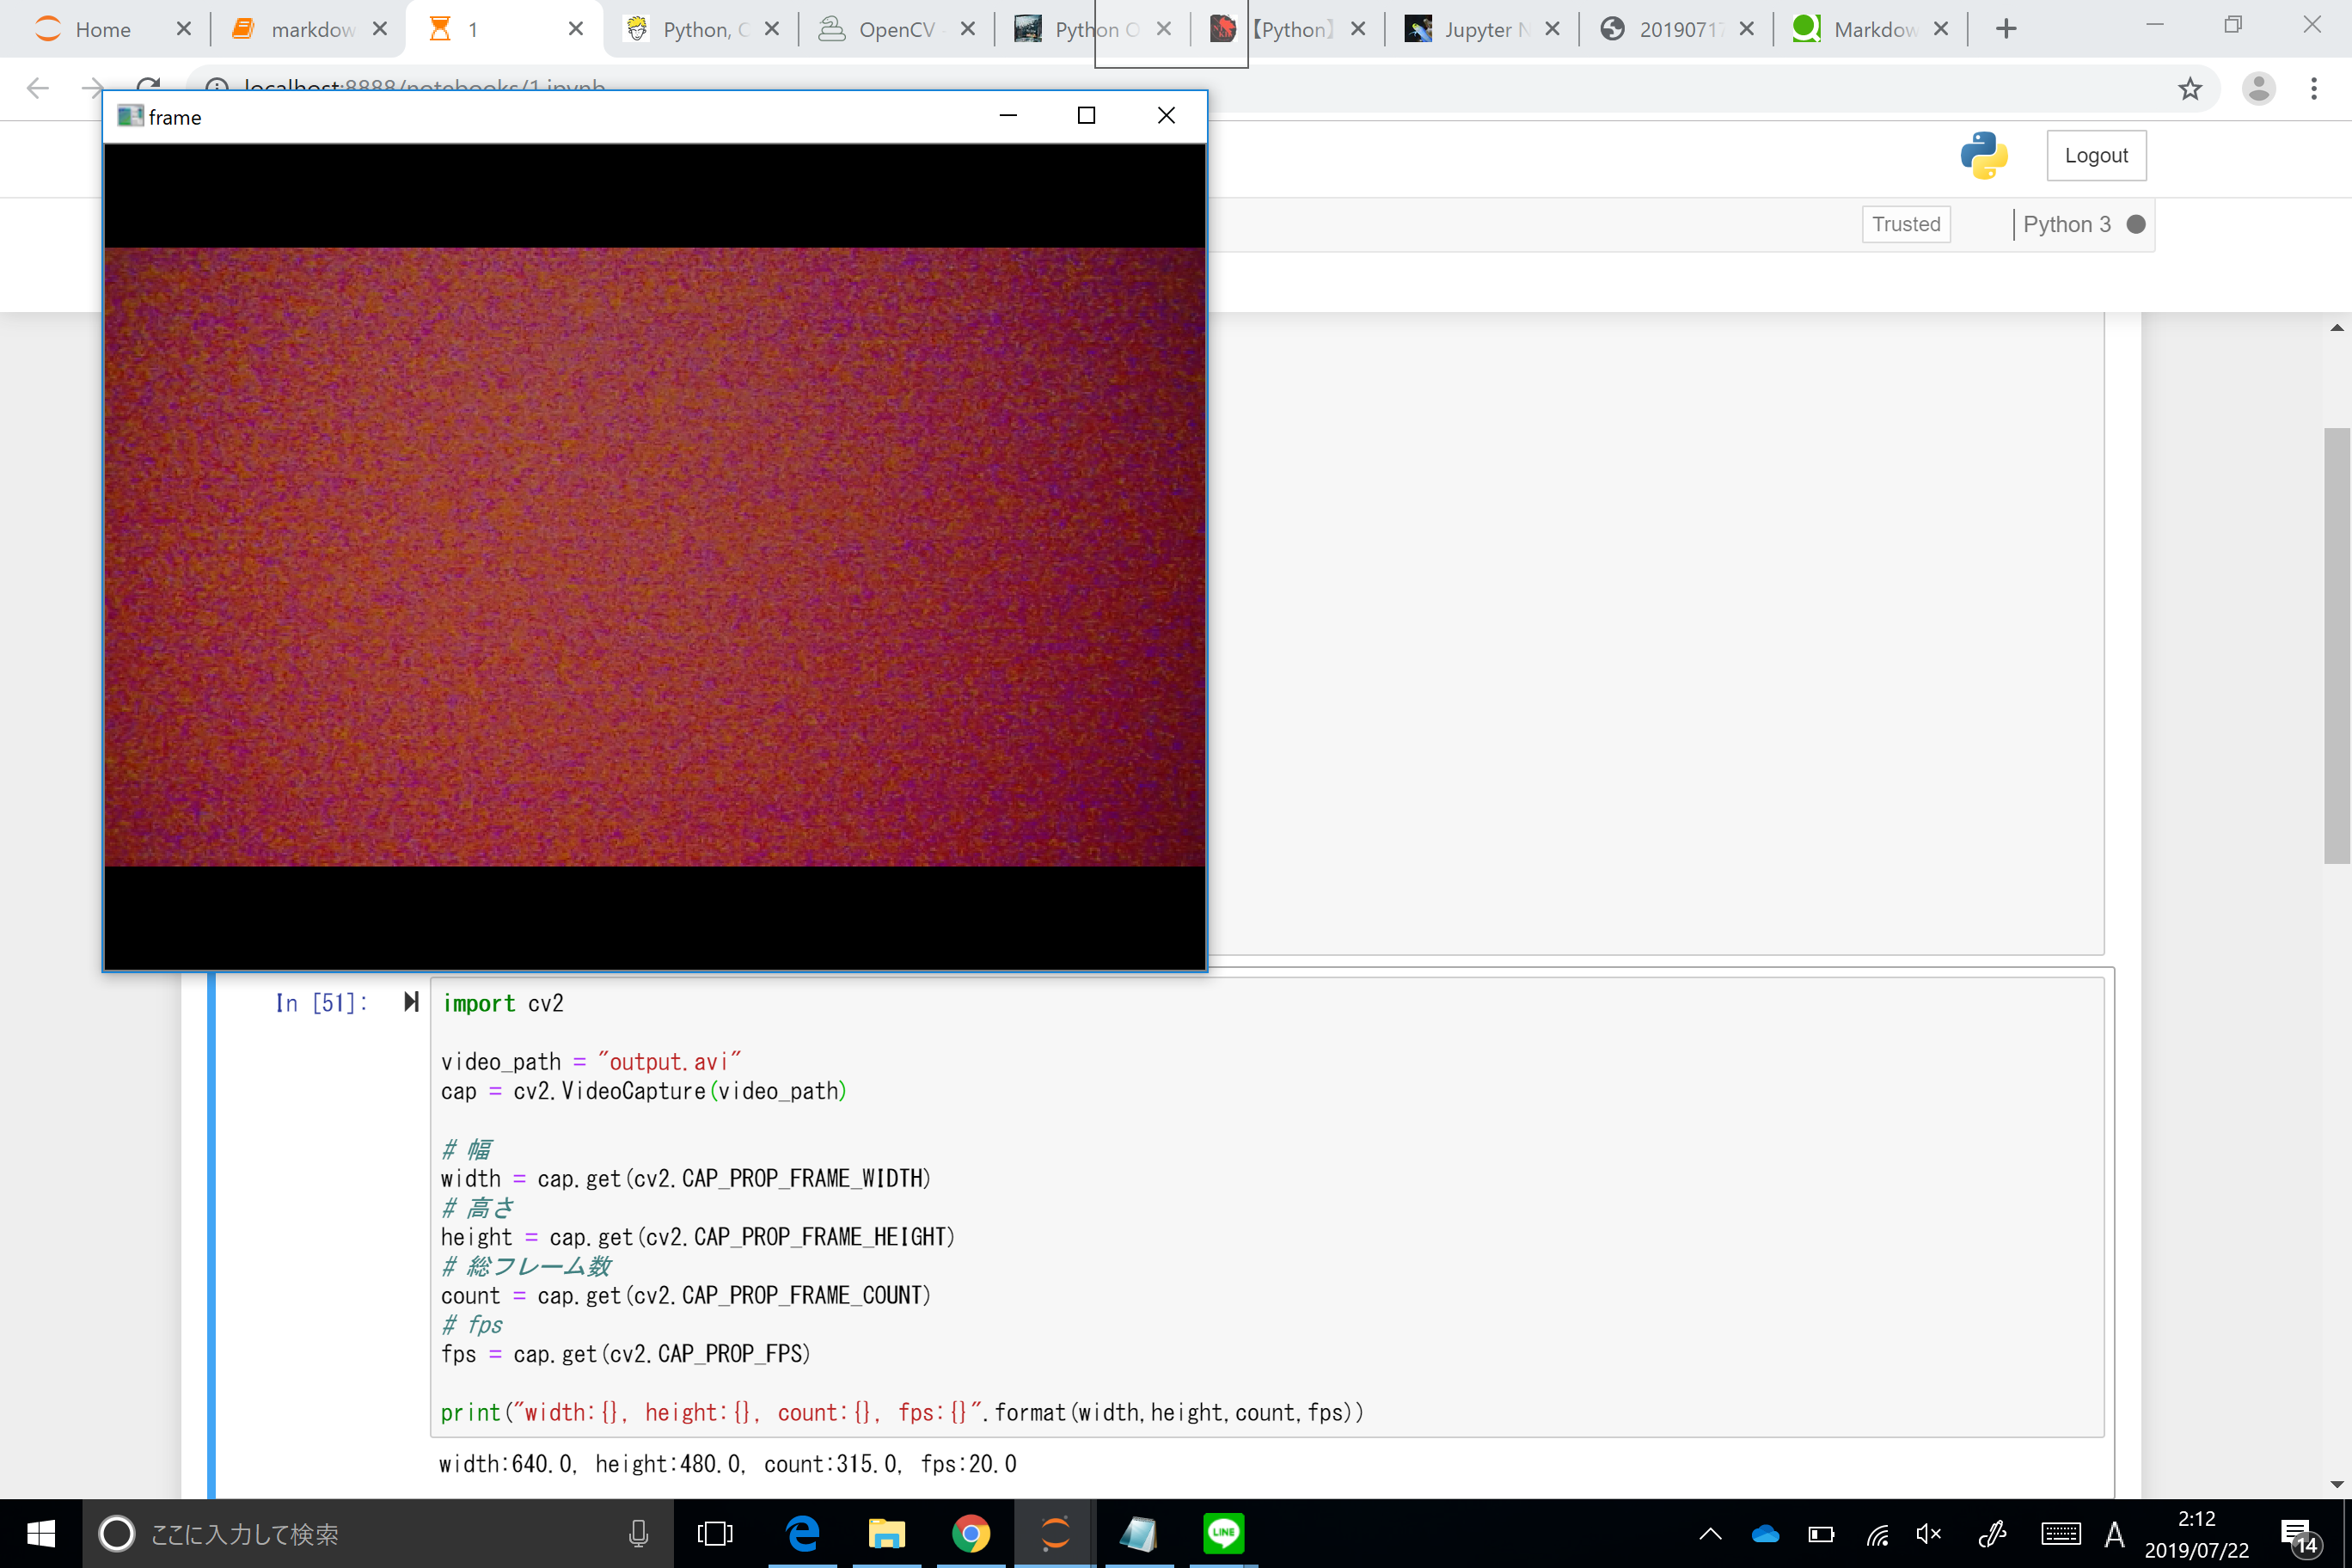 Home
markdow
1
Python, C
OpenCV -
Python O
【Python】
Jupyter N
20190717
Markdow
localhost:8888/notebooks/1.ipynb
frame
Logout
Trusted
Python 3
In [51]:
import cv2
video_path = "output.avi"
cap = cv2.VideoCapture(video_path)
# 幅
width = cap.get(cv2.CAP_PROP_FRAME_WIDTH)
# 高さ
height = cap.get(cv2.CAP_PROP_FRAME_HEIGHT)
# 総フレーム数
count = cap.get(cv2.CAP_PROP_FRAME_COUNT)
# fps
fps = cap.get(cv2.CAP_PROP_FPS)
print("width:{}, height:{}, count:{}, fps:{}".format(width,height,count,fps))
width:640.0, height:480.0, count:315.0, fps:20.0
ここに入力して検索
LINE
A
2:12
2019/07/22
14